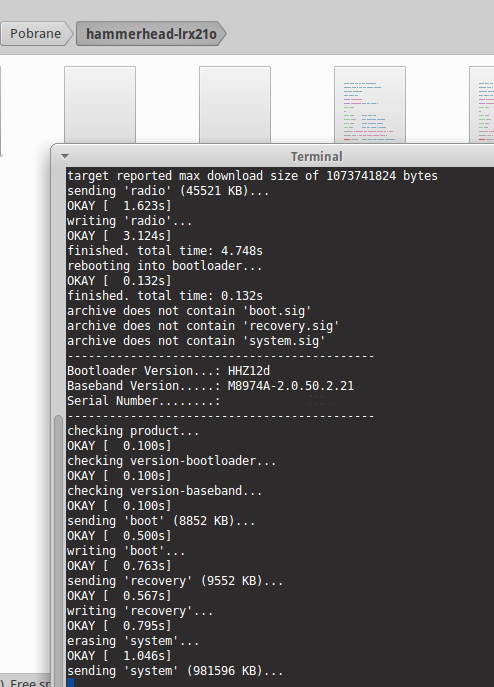 Pobrane
hammerhead-lrx21o
Terminal
target reported max download size of 1073741824 bytes
sending 'radio' (45521 KB)...
OKAY [  1.623s]
writing 'radio'...
OKAY [  3.124s]
finished. total time: 4.748s
rebooting into bootloader...
OKAY [  0.132s]
finished. total time: 0.132s
archive does not contain 'boot.sig'
archive does not contain 'recovery.sig'
archive does not contain 'system.sig'
--------------------------------------------
Bootloader Version...: HHZ12d
Baseband Version.....: M8974A-2.0.50.2.21
Serial Number........:
--------------------------------------------
checking product...
OKAY [  0.100s]
checking version-bootloader...
OKAY [  0.100s]
checking version-baseband...
OKAY [  0.100s]
sending 'boot' (8852 KB)...
OKAY [  0.500s]
writing 'boot'...
OKAY [  0.763s]
sending 'recovery' (9552 KB)...
OKAY [  0.567s]
writing 'recovery'...
OKAY [  0.795s]
erasing 'system'...
OKAY [  1.046s]
sending 'system' (981596 KB)...
), Free